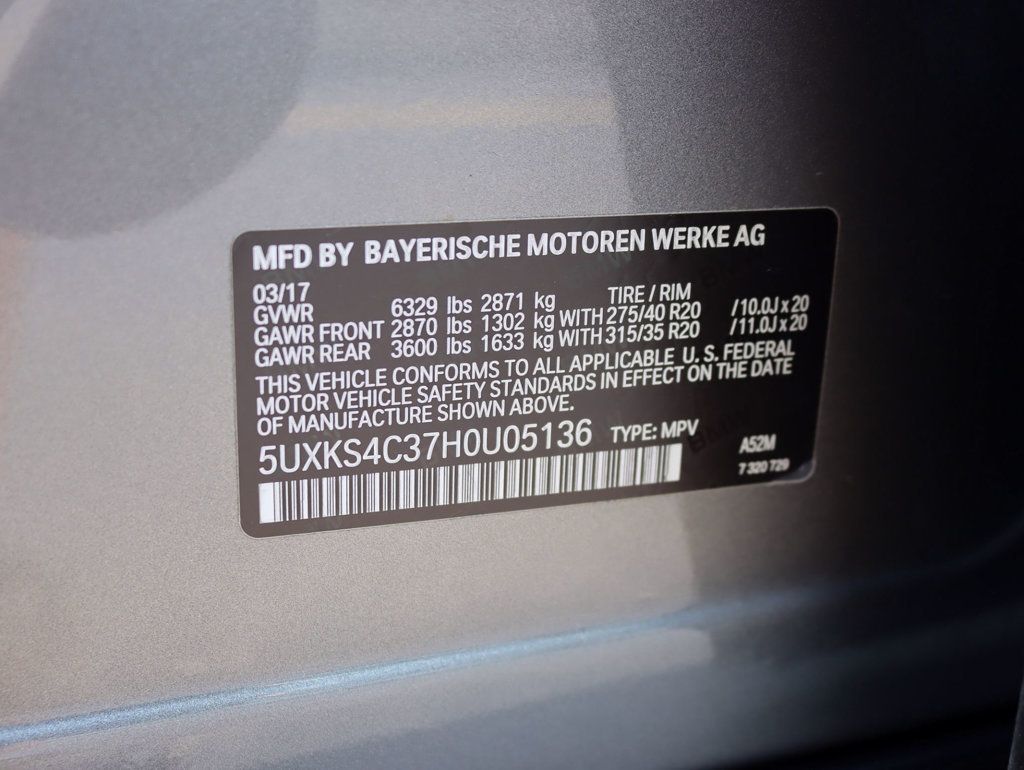 MFD BY BAYERISCHE MOTOREN WERKE AG
03/17 TIRE / RIM
GVWR 6329 lbs 2871 kg
GAWR FRONT 2870 lbs 1302 kg WITH 275/40 R20 /10.0J x 20
GAWR REAR 3600 lbs 1633 kg WITH 315/35 R20 /11.0J x 20
THIS VEHICLE CONFORMS TO ALL APPLICABLE U. S. FEDERAL
MOTOR VEHICLE SAFETY STANDARDS IN EFFECT ON THE DATE
OF MANUFACTURE SHOWN ABOVE.
5UXKS4C37H0U05136 TYPE: MPV
A52M
7 320 729